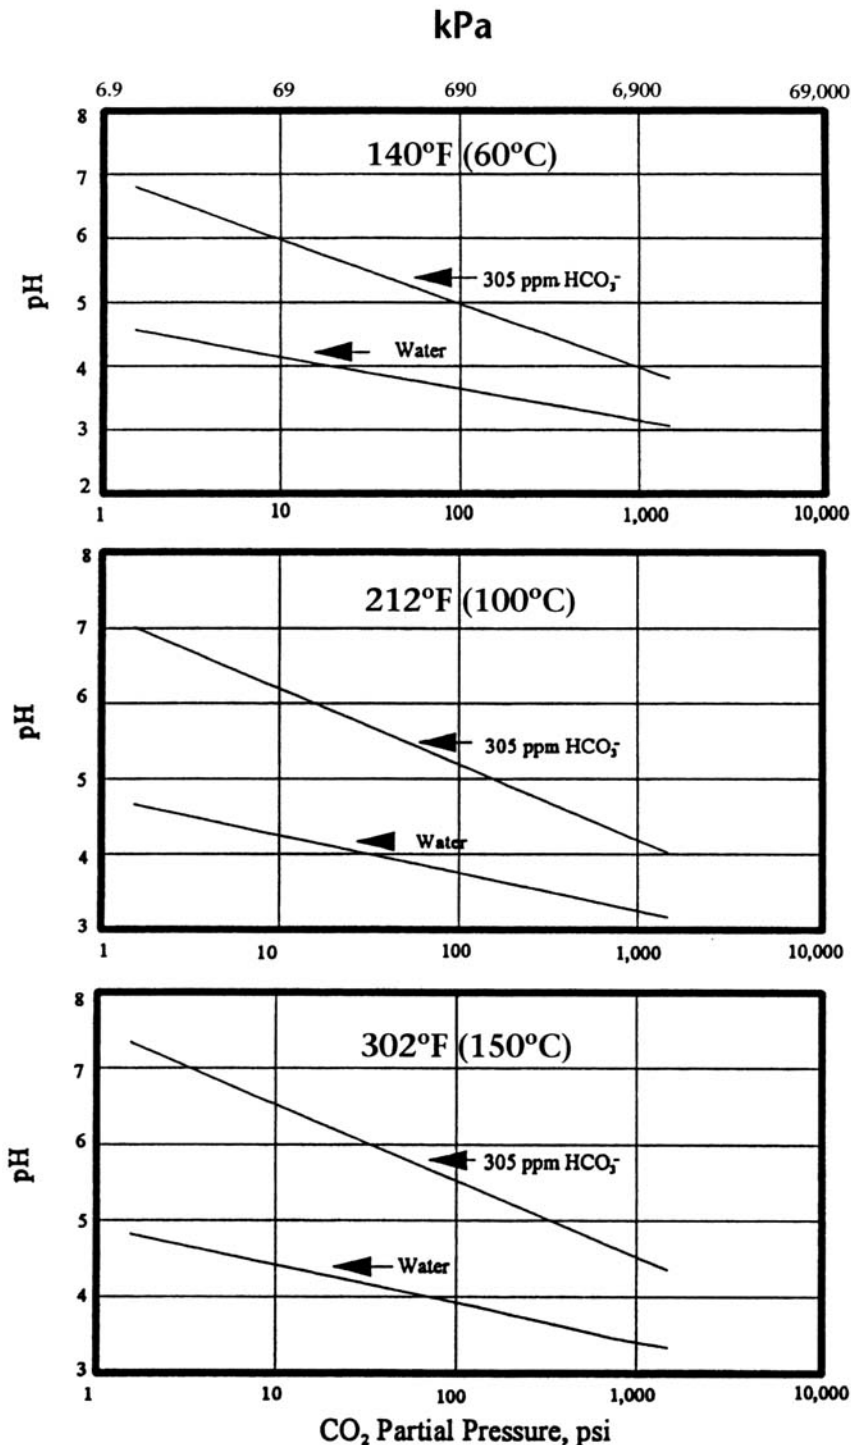 kPa
6.9 69 690 6,900 69,000
8
140°F (60°C)
7
6
305 ppm HCO₃⁻
pH
5
Water
4
3
2
1 10 100 1,000 10,000
8
212°F (100°C)
7
6
pH
305 ppm HCO₃⁻
5
Water
4
3
1 10 100 1,000 10,000
8
302°F (150°C)
7
6
305 ppm HCO₃⁻
pH
5
Water
4
3
1 10 100 1,000 10,000
CO₂ Partial Pressure, psi